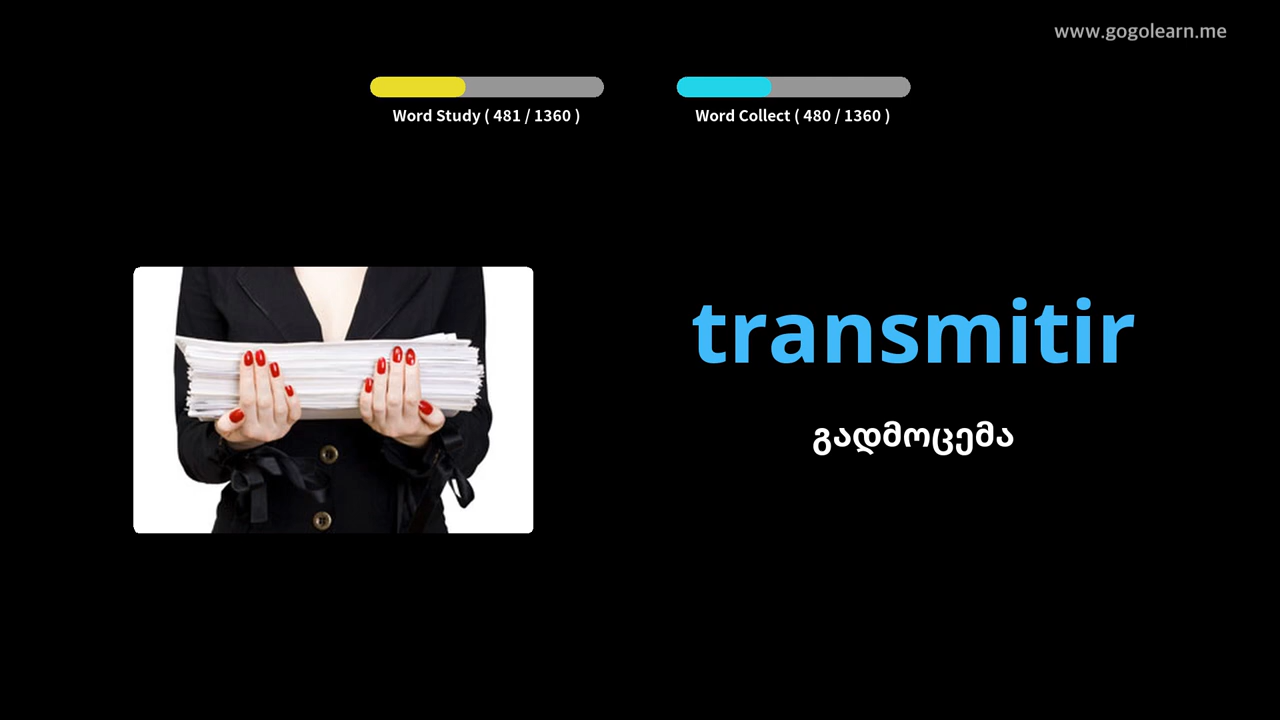 www.gogolearn.me
Word Study ( 481 / 1360 )
Word Collect ( 480 / 1360 )
transmitir
გადმოცემა